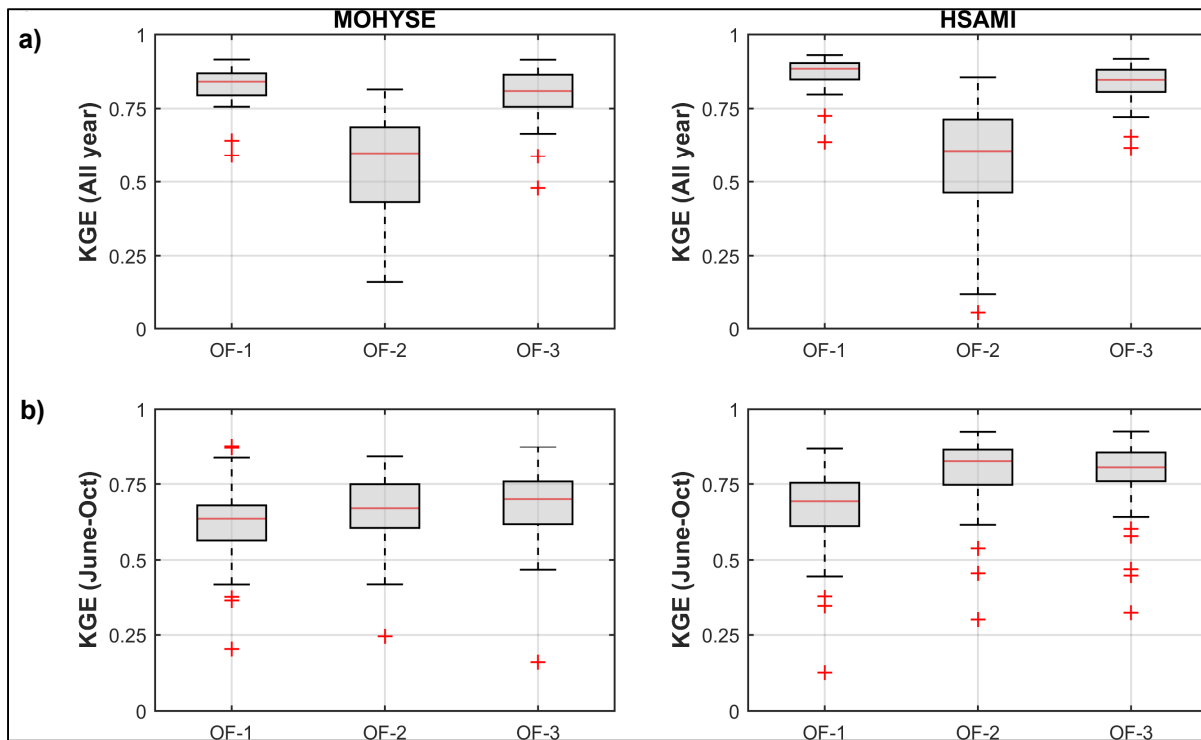 MOHYSE
HSAMI
a)
KGE (All year)
1
0.75
0.5
0.25
0
OF-1
OF-2
OF-3
KGE (All year)
1
0.75
0.5
0.25
0
OF-1
OF-2
OF-3
b)
KGE (June-Oct)
1
0.75
0.5
0.25
0
OF-1
OF-2
OF-3
KGE (June-Oct)
1
0.75
0.5
0.25
0
OF-1
OF-2
OF-3